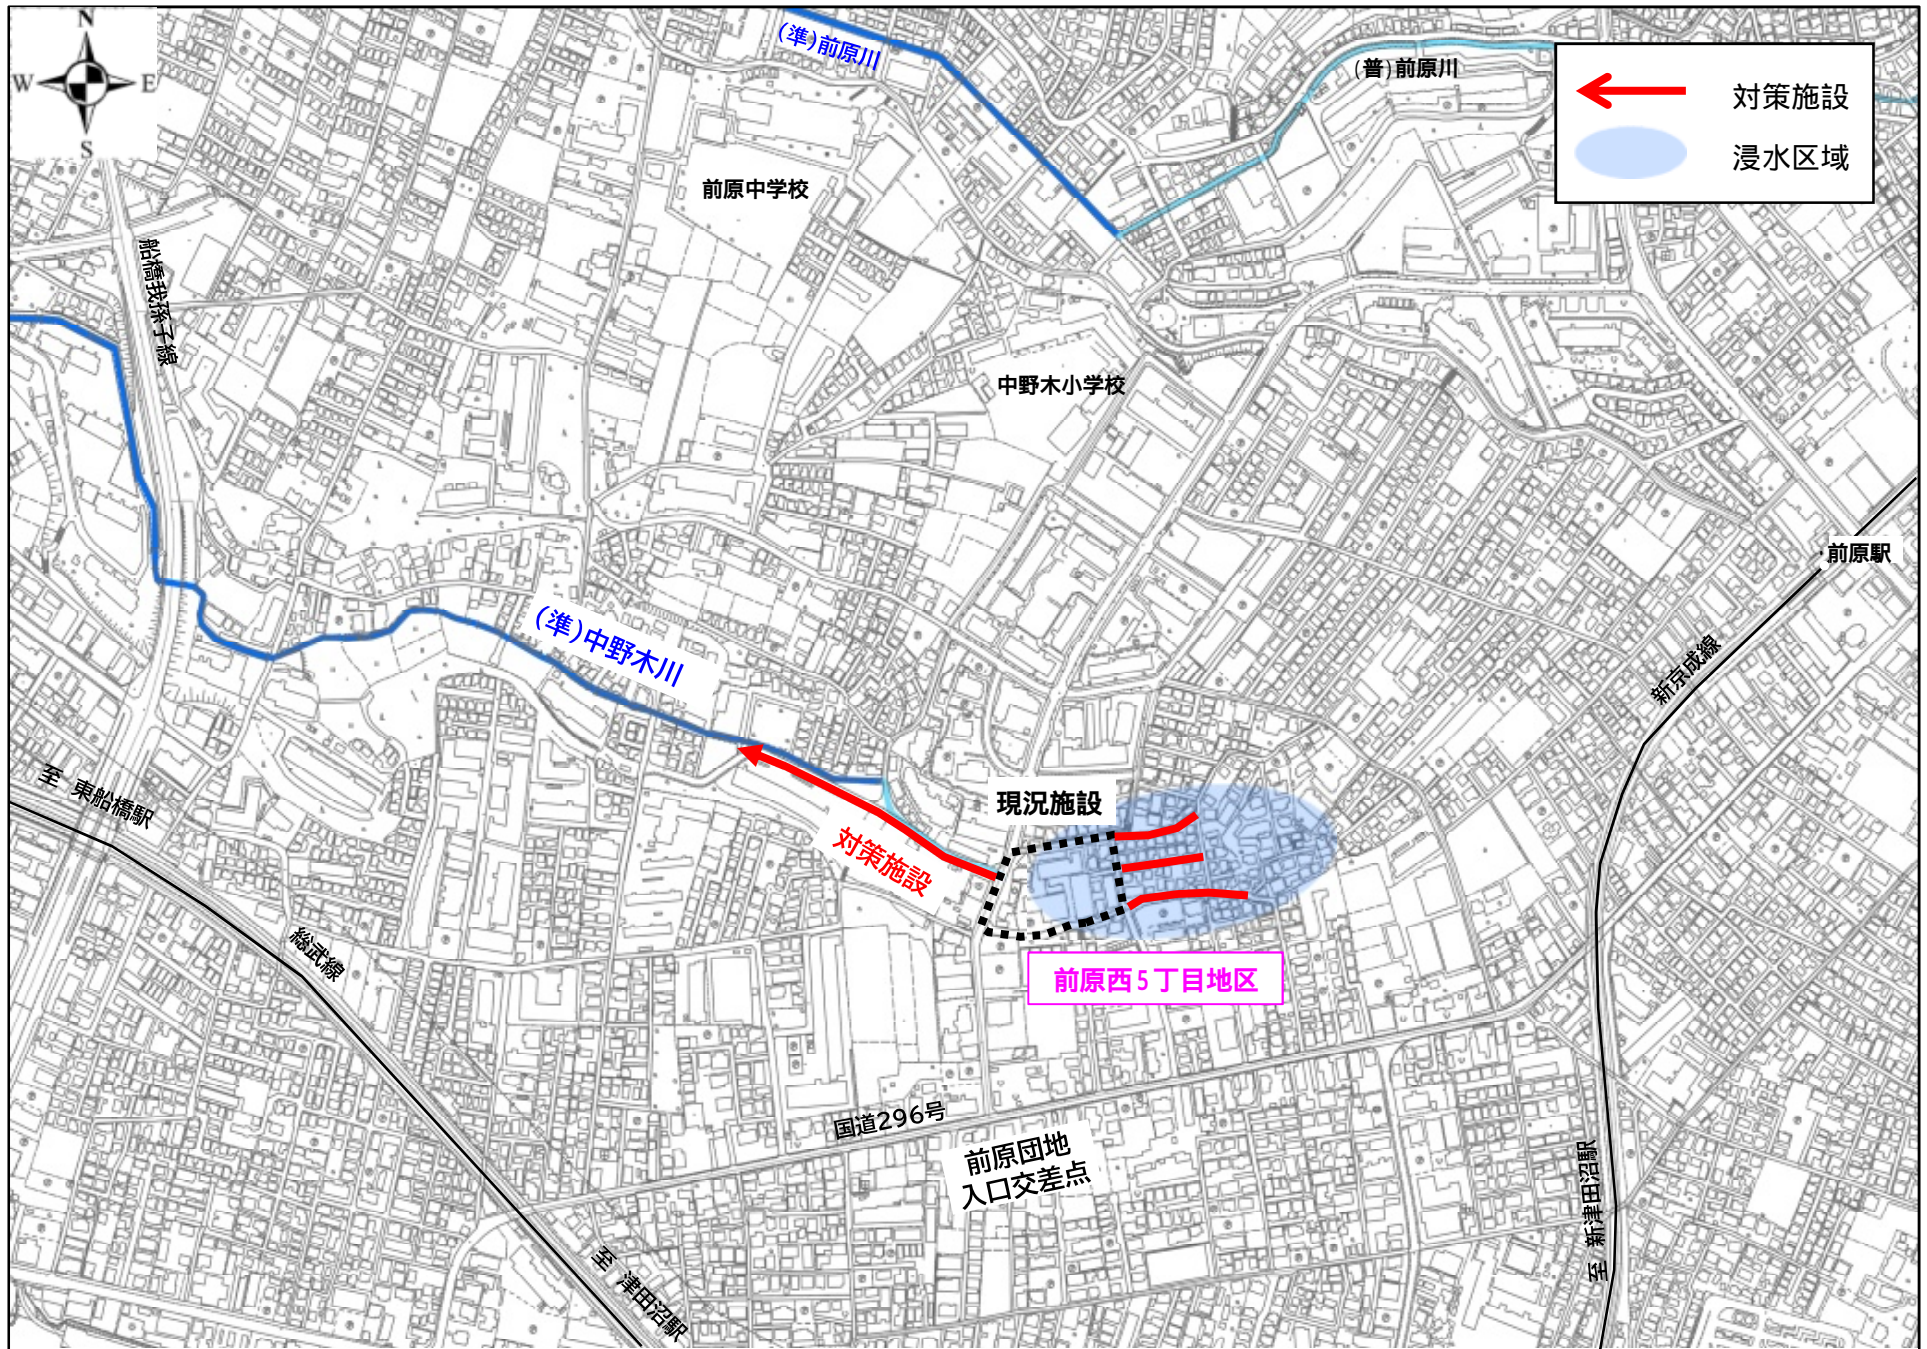 N
W
E
S
(準)前原川
(普)前原川
対策施設
浸水区域
前原中学校
船橋我孫子線
中野木小学校
前原駅
(準)中野木川
新京成線
至 東船橋駅
現況施設
対策施設
総武線
前原西5丁目地区
国道296号
前原団地
入口交差点
至 新津田沼駅
至 津田沼駅